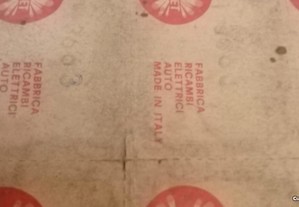 FABBRICA
RICAMBI
ELETTRICI
AUTO
FABBRICA
RICAMBI
ELETTRICI
AUTO
MADE IN ITALY